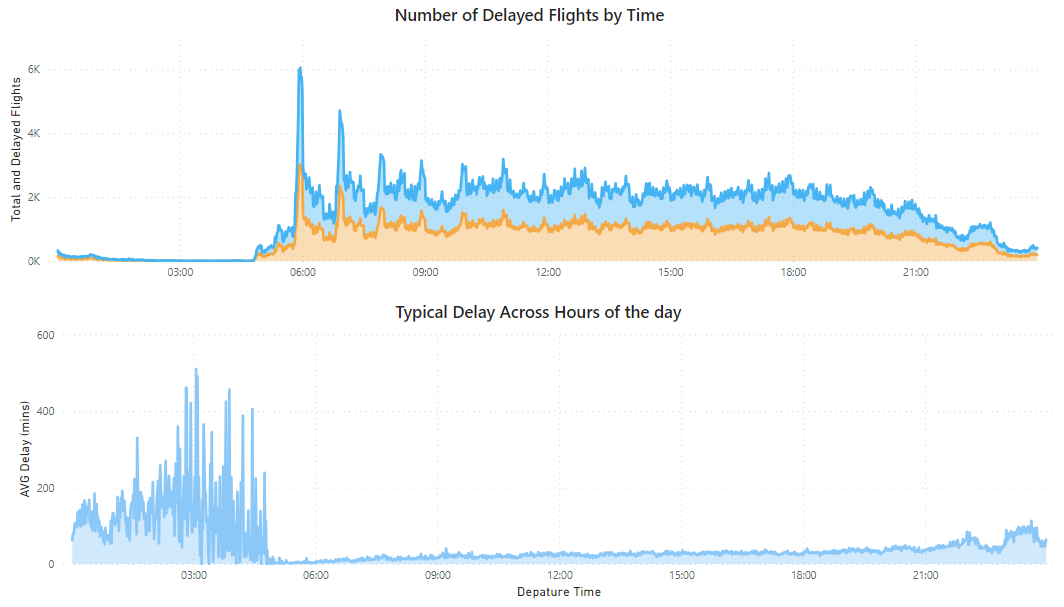 Number of Delayed Flights by Time
Total and Delayed Flights
6K
4K
2K
0K
03:00 06:00 09:00 12:00 15:00 18:00 21:00
Typical Delay Across Hours of the day
AVG Delay (mins)
600
400
200
0
03:00 06:00 09:00 12:00 15:00 18:00 21:00
Depature Time